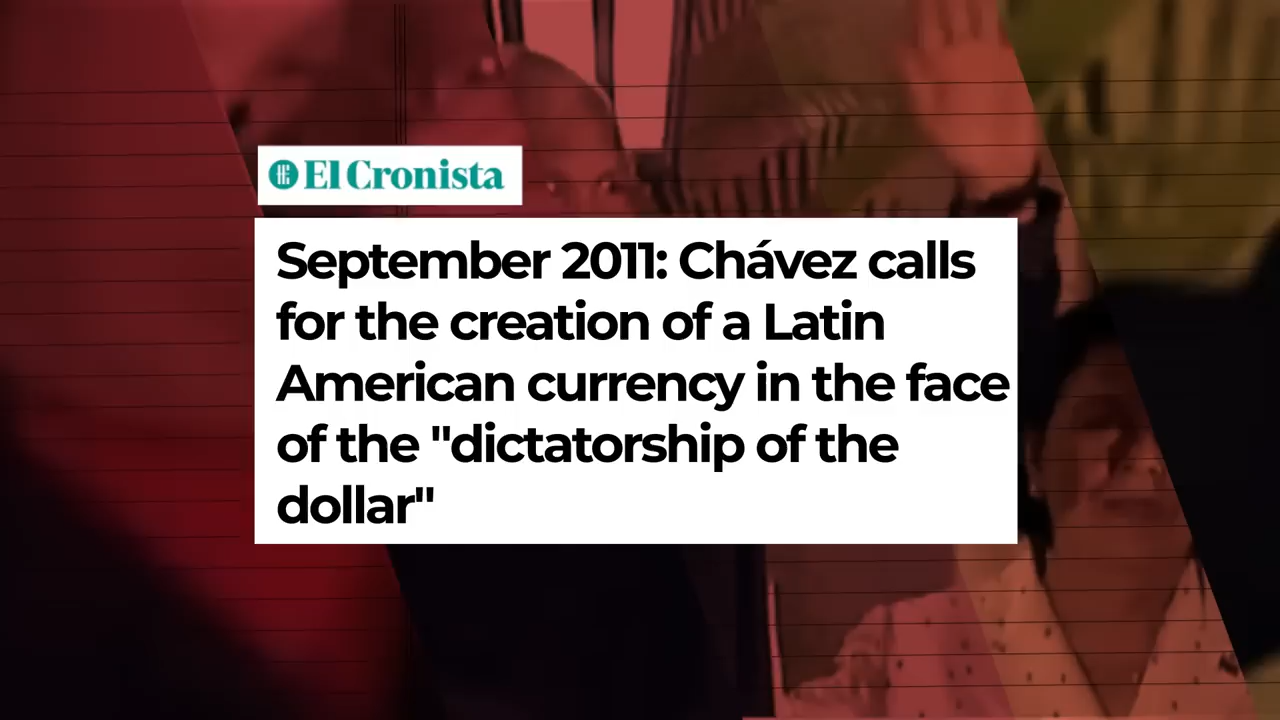 El Cronista
September 2011: Chávez calls
for the creation of a Latin
American currency in the face
of the "dictatorship of the
dollar"